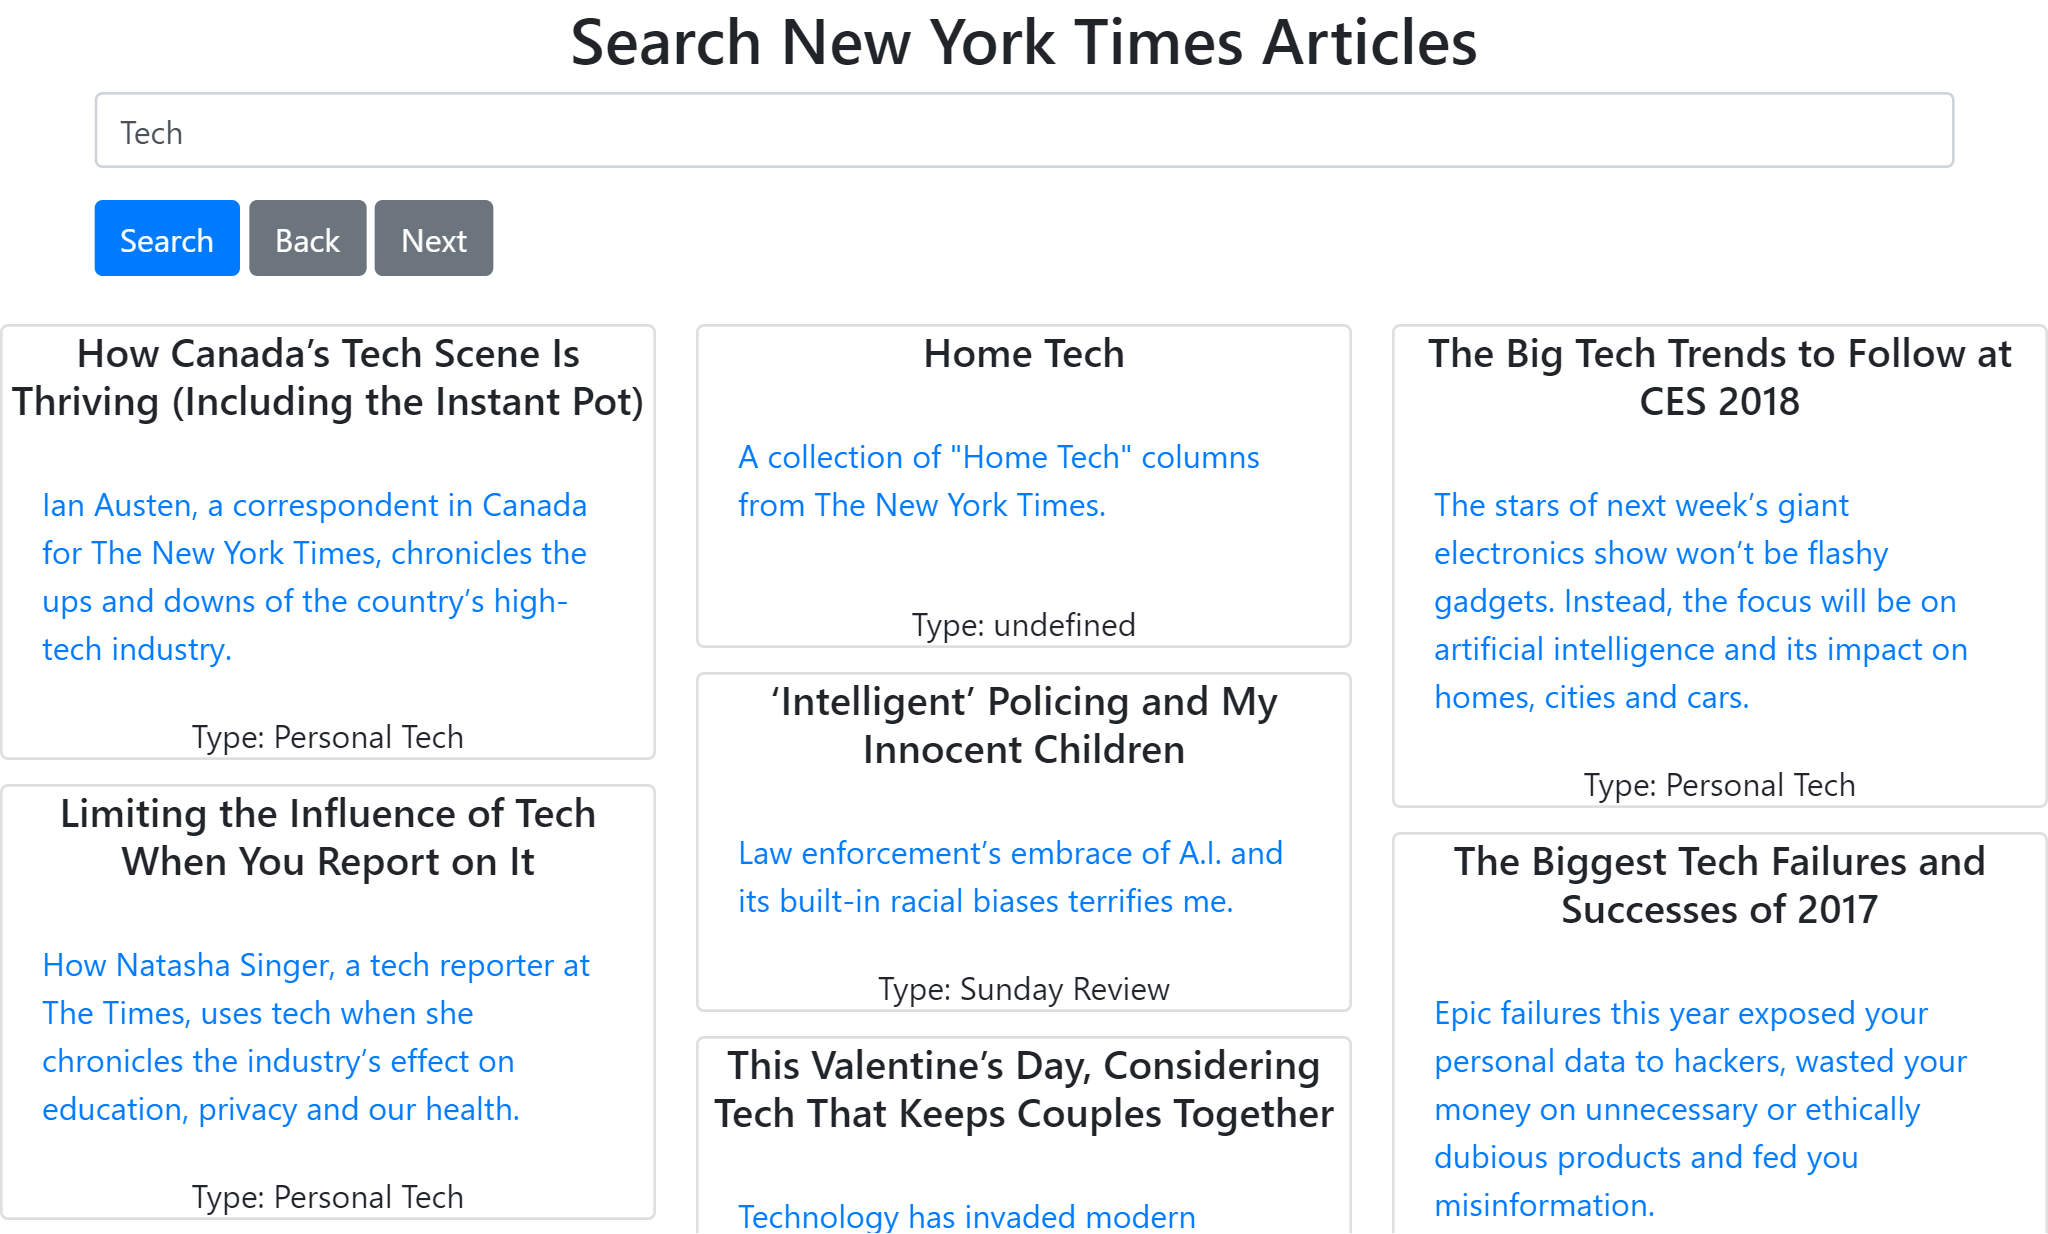 Search New York Times Articles
Tech
Search
Back
Next
How Canada’s Tech Scene Is
Thriving (Including the Instant Pot)
Ian Austen, a correspondent in Canada
for The New York Times, chronicles the
ups and downs of the country’s high-
tech industry.
Type: Personal Tech
Limiting the Influence of Tech
When You Report on It
How Natasha Singer, a tech reporter at
The Times, uses tech when she
chronicles the industry’s effect on
education, privacy and our health.
Type: Personal Tech
Home Tech
A collection of "Home Tech" columns
from The New York Times.
Type: undefined
‘Intelligent’ Policing and My
Innocent Children
Law enforcement’s embrace of A.I. and
its built-in racial biases terrifies me.
Type: Sunday Review
This Valentine’s Day, Considering
Tech That Keeps Couples Together
Technology has invaded modern
The Big Tech Trends to Follow at
CES 2018
The stars of next week’s giant
electronics show won’t be flashy
gadgets. Instead, the focus will be on
artificial intelligence and its impact on
homes, cities and cars.
Type: Personal Tech
The Biggest Tech Failures and
Successes of 2017
Epic failures this year exposed your
personal data to hackers, wasted your
money on unnecessary or ethically
dubious products and fed you
misinformation.